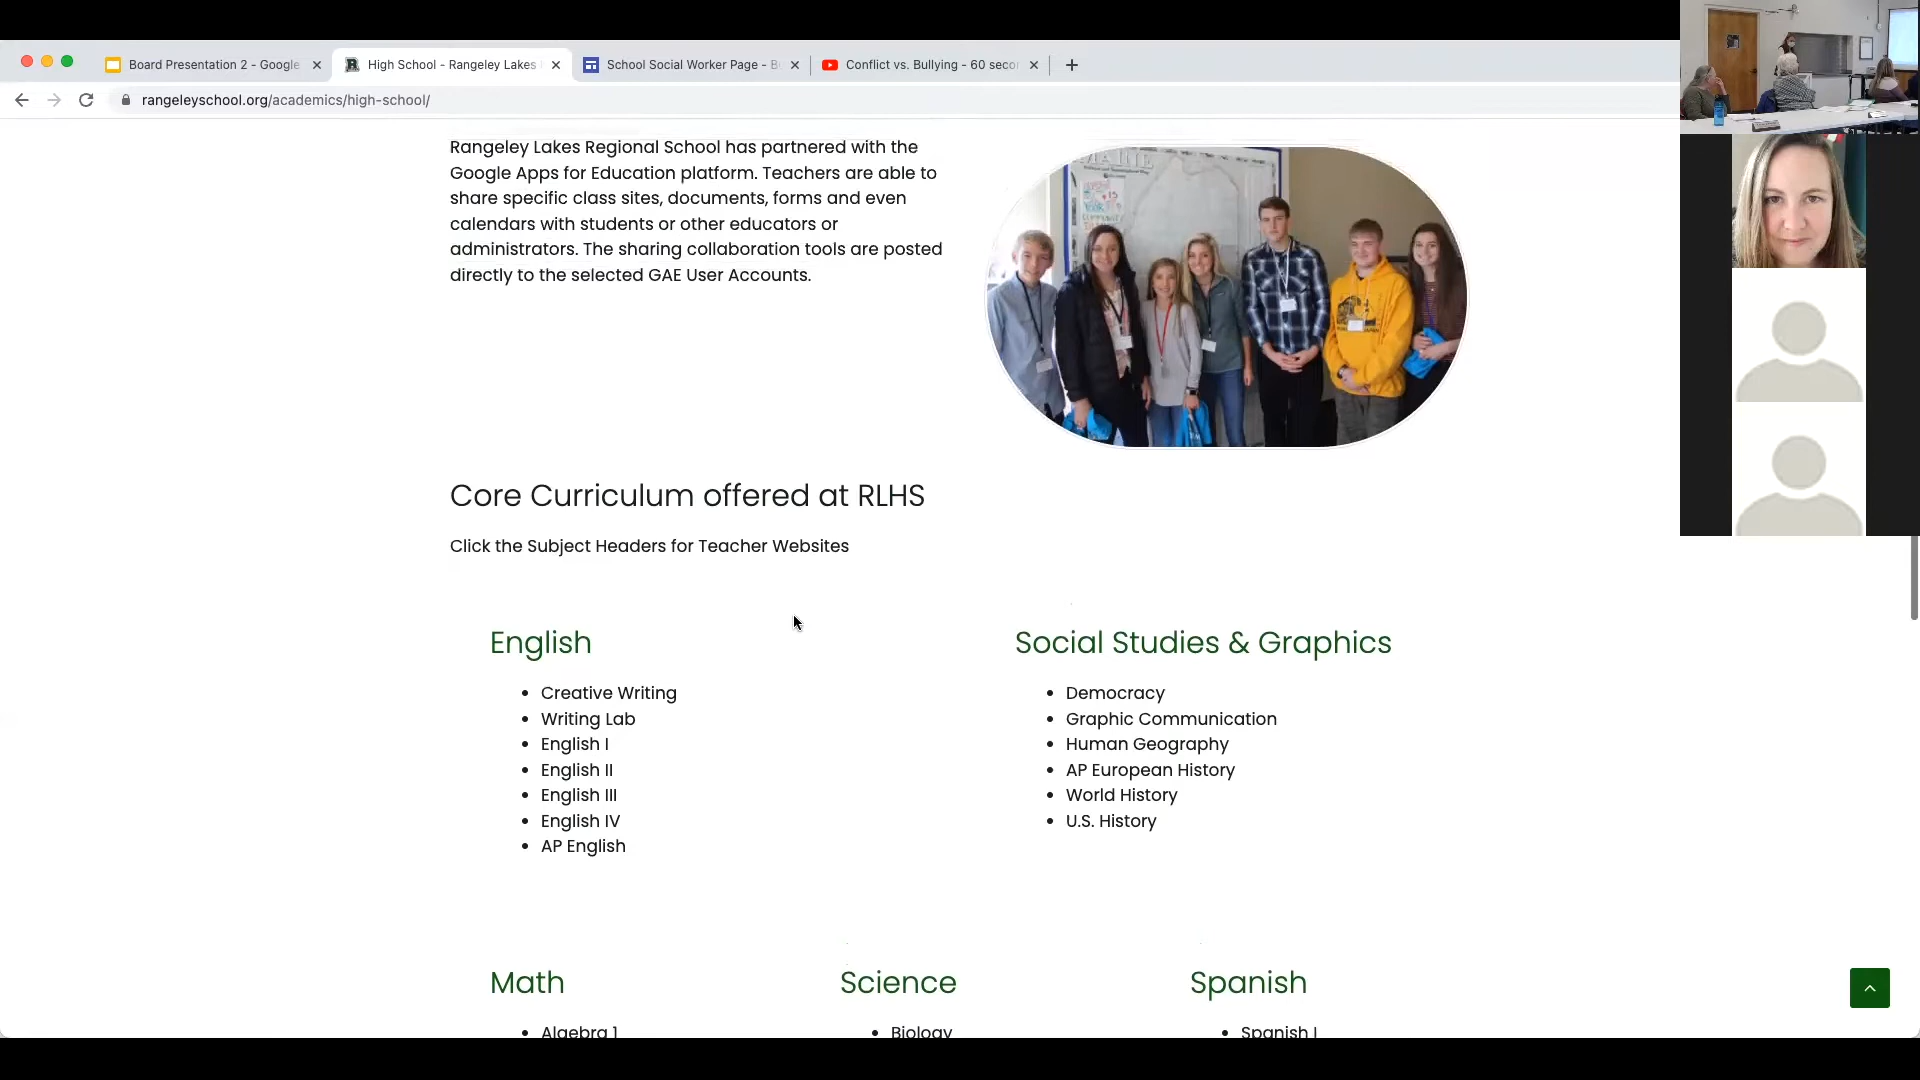 Board Presentation 2 - Google
High School - Rangeley Lakes
School Social Worker Page - B
Conflict vs. Bullying - 60 seco
rangeleyschool.org/academics/high-school/
Rangeley Lakes Regional School has partnered with the
Google Apps for Education platform. Teachers are able to
share specific class sites, documents, forms and even
calendars with students or other educators or
administrators. The sharing collaboration tools are posted
directly to the selected GAE User Accounts.
MAINE
Core Curriculum offered at RLHS
Click the Subject Headers for Teacher Websites
English
Creative Writing
Writing Lab
English I
English II
English III
English IV
AP English
Social Studies & Graphics
Democracy
Graphic Communication
Human Geography
AP European History
World History
U.S. History
Math
Algebra 1
Science
Biology
Spanish
Spanish I